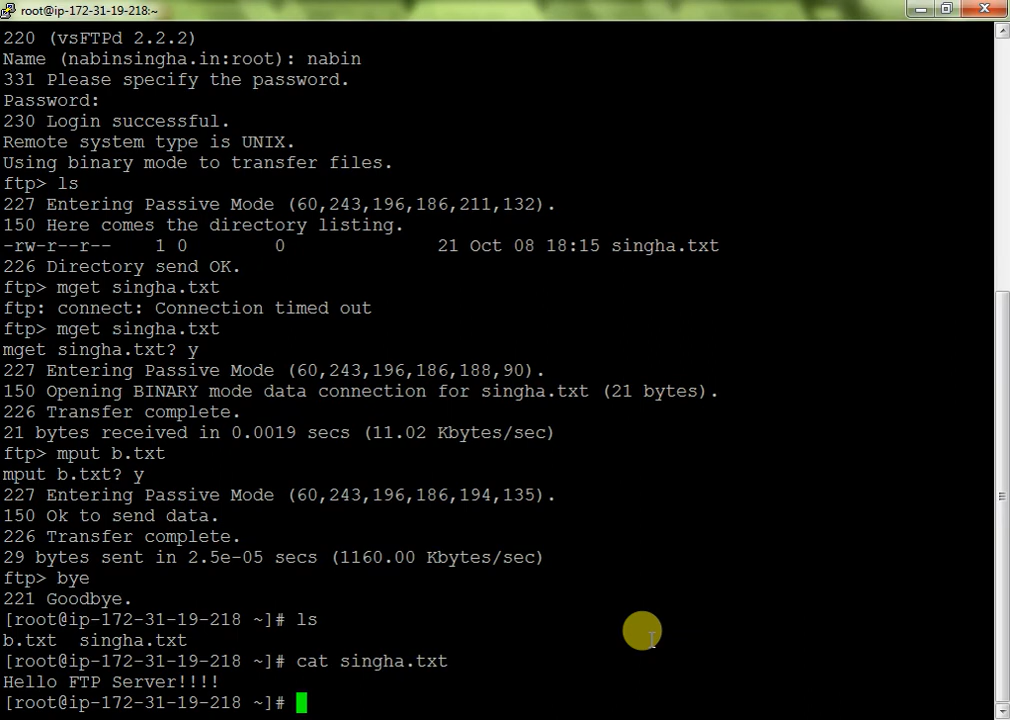 root@ip-172-31-19-218:~
220 (vsFTPd 2.2.2)
Name (nabinsingha.in:root): nabin
331 Please specify the password.
Password:
230 Login successful.
Remote system type is UNIX.
Using binary mode to transfer files.
ftp> ls
227 Entering Passive Mode (60,243,196,186,211,132).
150 Here comes the directory listing.
-rw-r--r--    1 0        0              21 Oct 08 18:15 singha.txt
226 Directory send OK.
ftp> mget singha.txt
ftp: connect: Connection timed out
ftp> mget singha.txt
mget singha.txt? y
227 Entering Passive Mode (60,243,196,186,188,90).
150 Opening BINARY mode data connection for singha.txt (21 bytes).
226 Transfer complete.
21 bytes received in 0.0019 secs (11.02 Kbytes/sec)
ftp> mput b.txt
mput b.txt? y
227 Entering Passive Mode (60,243,196,186,194,135).
150 Ok to send data.
226 Transfer complete.
29 bytes sent in 2.5e-05 secs (1160.00 Kbytes/sec)
ftp> bye
221 Goodbye.
[root@ip-172-31-19-218 ~]# ls
b.txt  singha.txt
[root@ip-172-31-19-218 ~]# cat singha.txt
Hello FTP Server!!!!
[root@ip-172-31-19-218 ~]#